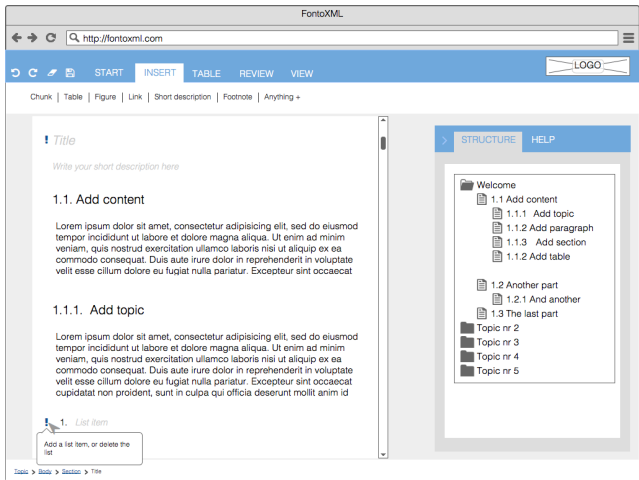 FontoXML
http://fontoxml.com
START INSERT TABLE REVIEW VIEW
LOGO
Chunk | Table | Figure | Link | Short description | Footnote | Anything +
! Title
Write your short description here
1.1. Add content
Lorem ipsum dolor sit amet, consectetur adipisicing elit, sed do eiusmod
tempor incididunt ut labore et dolore magna aliqua. Ut enim ad minim
veniam, quis nostrud exercitation ullamco laboris nisi ut aliquip ex ea
commodo consequat. Duis aute irure dolor in reprehenderit in voluptate
velit esse cillum dolore eu fugiat nulla pariatur. Excepteur sint occaecat
1.1.1. Add topic
Lorem ipsum dolor sit amet, consectetur adipisicing elit, sed do eiusmod
tempor incididunt ut labore et dolore magna aliqua. Ut enim ad minim
veniam, quis nostrud exercitation ullamco laboris nisi ut aliquip ex ea
commodo consequat. Duis aute irure dolor in reprehenderit in voluptate
velit esse cillum dolore eu fugiat nulla pariatur. Excepteur sint occaecat
cupidatat non proident, sunt in culpa qui officia deserunt mollit anim id
! 1. List item
Add a list item, or delete the
list
Topic > Body > Section > Title
STRUCTURE HELP
Welcome
1.1 Add content
1.1.1 Add topic
1.1.2 Add paragraph
1.1.3 Add section
1.1.2 Add table
1.2 Another part
1.2.1 And another
1.3 The last part
Topic nr 2
Topic nr 3
Topic nr 4
Topic nr 5